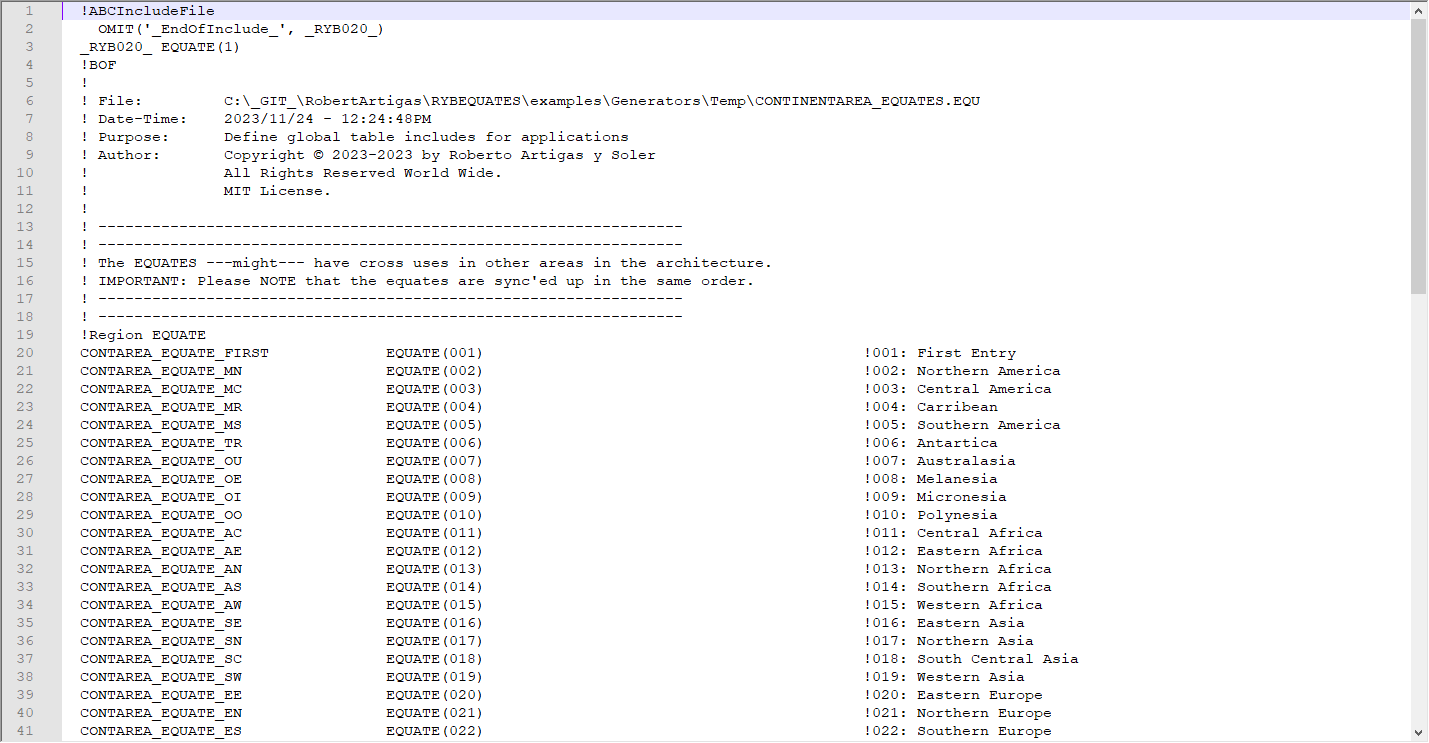 1 !ABCIncludeFile
2 OMIT('_EndOfInclude_', _RYB020_)
3 _RYB020_ EQUATE(1)
4 !BOF
5 !
6 ! File: C:\_GIT_\RobertArtigas\RYBEQUATES\examples\Generators\Temp\CONTINENTAREA_EQUATES.EQU
7 ! Date-Time: 2023/11/24 - 12:24:48PM
8 ! Purpose: Define global table includes for applications
9 ! Author: Copyright © 2023-2023 by Roberto Artigas y Soler
10 ! All Rights Reserved World Wide.
11 ! MIT License.
12 !
13 ! -----------------------------------------------------------------
14 ! -----------------------------------------------------------------
15 ! The EQUATES ---might--- have cross uses in other areas in the architecture.
16 ! IMPORTANT: Please NOTE that the equates are sync'ed up in the same order.
17 ! -----------------------------------------------------------------
18 ! -----------------------------------------------------------------
19 !Region EQUATE
20 CONTAREA_EQUATE_FIRST EQUATE(001) !001: First Entry
21 CONTAREA_EQUATE_MN EQUATE(002) !002: Northern America
22 CONTAREA_EQUATE_MC EQUATE(003) !003: Central America
23 CONTAREA_EQUATE_MR EQUATE(004) !004: Carribean
24 CONTAREA_EQUATE_MS EQUATE(005) !005: Southern America
25 CONTAREA_EQUATE_TR EQUATE(006) !006: Antartica
26 CONTAREA_EQUATE_OU EQUATE(007) !007: Australasia
27 CONTAREA_EQUATE_OE EQUATE(008) !008: Melanesia
28 CONTAREA_EQUATE_OI EQUATE(009) !009: Micronesia
29 CONTAREA_EQUATE_OO EQUATE(010) !010: Polynesia
30 CONTAREA_EQUATE_AC EQUATE(011) !011: Central Africa
31 CONTAREA_EQUATE_AE EQUATE(012) !012: Eastern Africa
32 CONTAREA_EQUATE_AN EQUATE(013) !013: Northern Africa
33 CONTAREA_EQUATE_AS EQUATE(014) !014: Southern Africa
34 CONTAREA_EQUATE_AW EQUATE(015) !015: Western Africa
35 CONTAREA_EQUATE_SE EQUATE(016) !016: Eastern Asia
36 CONTAREA_EQUATE_SN EQUATE(017) !017: Northern Asia
37 CONTAREA_EQUATE_SC EQUATE(018) !018: South Central Asia
38 CONTAREA_EQUATE_SW EQUATE(019) !019: Western Asia
39 CONTAREA_EQUATE_EE EQUATE(020) !020: Eastern Europe
40 CONTAREA_EQUATE_EN EQUATE(021) !021: Northern Europe
41 CONTAREA_EQUATE_ES EQUATE(022) !022: Southern Europe